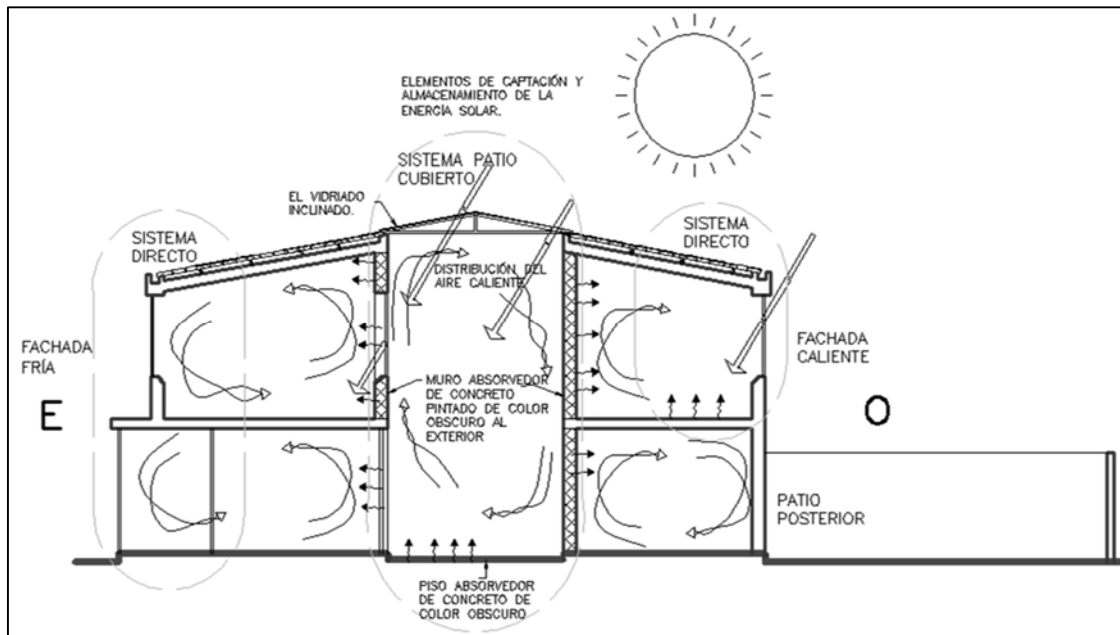 ELEMENTOS DE CAPTACIÓN Y
ALMACENAMIENTO DE LA
ENERGÍA SOLAR.
SISTEMA PATIO
CUBIERTO
EL VIDRIADO
INCLINADO.
SISTEMA
DIRECTO
SISTEMA
DIRECTO
DISTRIBUCIÓN DEL
AIRE CALIENTE
FACHADA
FRÍA
FACHADA
CALIENTE
E
O
MURO ABSORVEDOR
DE CONCRETO
PINTADO DE COLOR
OBSCURO AL
EXTERIOR
PATIO
POSTERIOR
PISO ABSORVEDOR
DE CONCRETO DE
COLOR OBSCURO